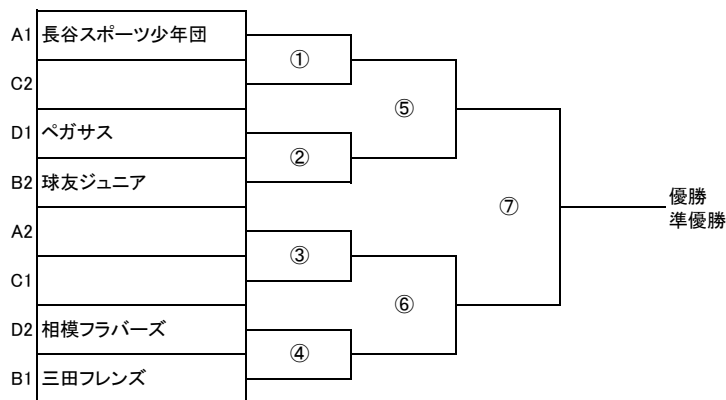 A1 長谷スポーツ少年団
①
C2
⑤
D1 ペガサス
②
B2 球友ジュニア
⑦
優勝
準優勝
A2
③
C1
⑥
D2 相模フラバーズ
④
B1 三田フレンズ